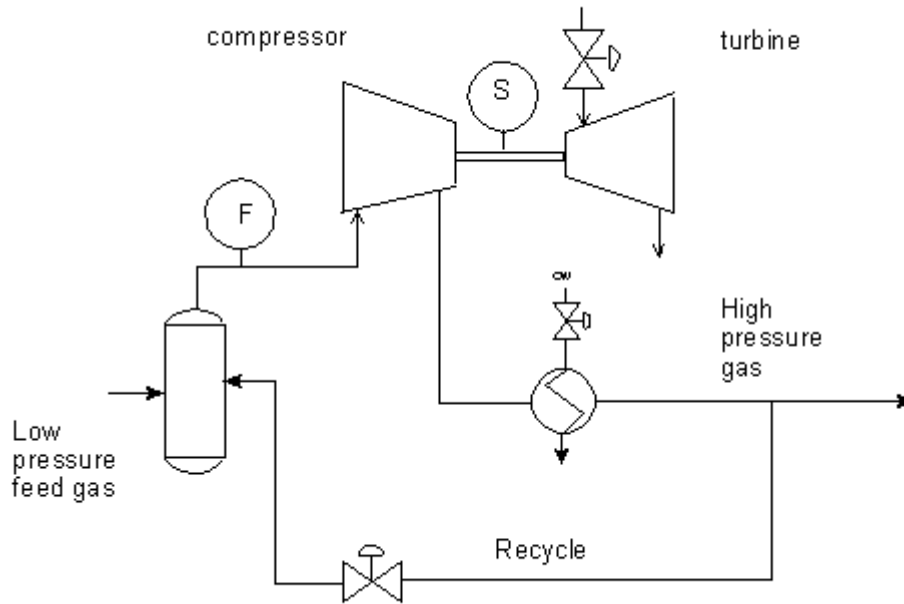 compressor
turbine
S
F
CW
High
pressure
gas
Low
pressure
feed gas
Recycle